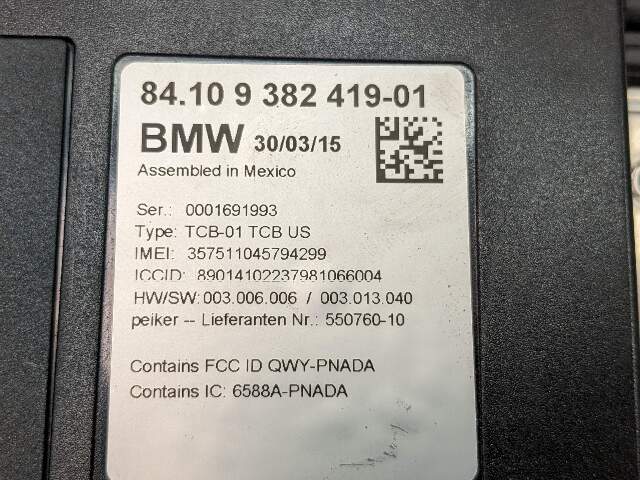 84.10 9 382 419-01
BMW 30/03/15
Assembled in Mexico
Ser.: 0001691993
Type: TCB-01 TCB US
IMEI: 357511045794299
ICCID: 89014102237981066004
HW/SW: 003.006.006 / 003.013.040
peiker -- Lieferanten Nr.: 550760-10
Contains FCC ID QWY-PNADA
Contains IC: 6588A-PNADA